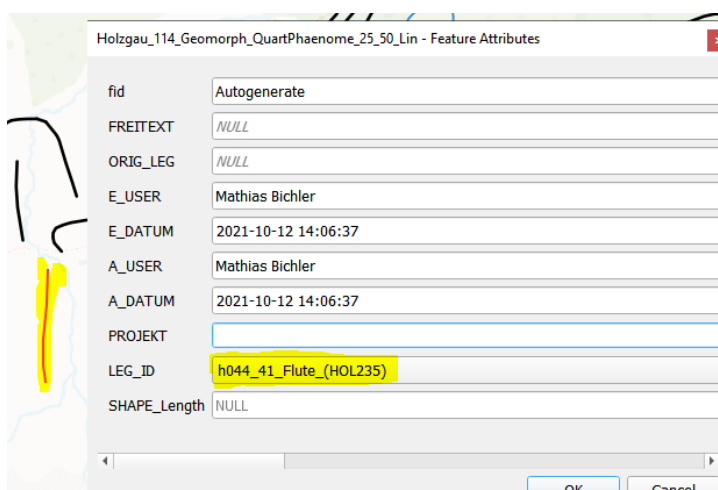 Holzgau_114_Geomorph_QuartPhaenome_25_50_Lin - Feature Attributes
fid Autogenerate
FREITEXT NULL
ORIG_LEG NULL
E_USER Mathias Bichler
E_DATUM 2021-10-12 14:06:37
A_USER Mathias Bichler
A_DATUM 2021-10-12 14:06:37
PROJEKT
LEG_ID h044_41_Flute_(HOL235)
SHAPE_Length NULL
OK Cancel